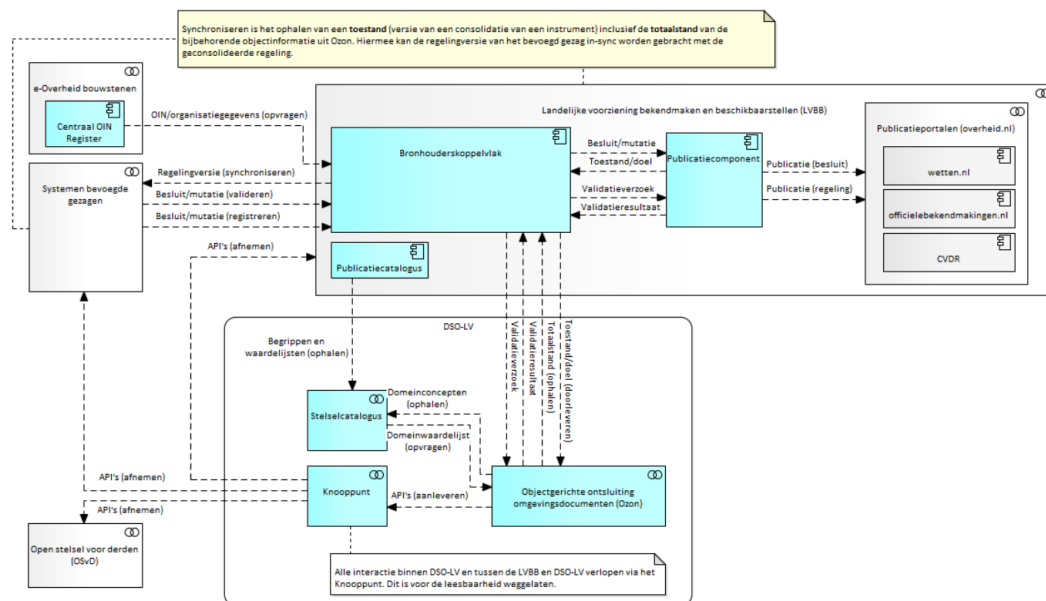 Synchroniseren is het ophalen van een toestand (versie van een consolidatie van een instrument) inclusief de totaalstand van de
bijbehorende objectinformatie uit Ozon. Hiermee kan de regelingversie van het bevoegd gezag in-sync worden gebracht met de
geconsolideerde regeling.
e-Overheid bouwstenen
Centraal OIN
Register
OIN/organisatiegegevens (opvragen)
Landelijke voorziening bekendmaken en beschikbaarstellen (LVBB)
Bronhouderskoppelvlak
Besluit/mutatie
Toestand/doel
Validatieverzoek
Validatieresultaat
Publicatiecomponent
Publicatie (besluit)
Publicatie (regeling)
Publicatieportalen (overheid.nl)
wetten.nl
officielebekendmakingen.nl
CVDR
Systemen bevoegde
gezagen
Regelingversie (synchroniseren)
Besluit/mutatie (valideren)
Besluit/mutatie (registreren)
API's (afnemen)
Publicatiecatalogus
DSO-LV
Begrippen en
waardelijsten (ophalen)
Validatieverzoek
Validatieresultaat
Totaalstand (ophalen)
Toestand/doel (doorleveren)
Stelselcatalogus
Domeinconcepten
(ophalen)
Domeinwaardelijst
(opvragen)
API's (afnemen)
Knooppunt
API's (aanleveren)
Objectgerichte ontsluiting
omgevingsdocumenten (Ozon)
API's (afnemen)
Open stelsel voor derden
(OSvD)
Alle interactie binnen DSO-LV en tussen de LVBB en DSO-LV verlopen via het
Knooppunt. Dit is voor de leesbaarheid weggelaten.